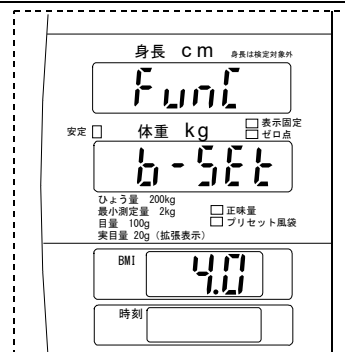 身長 cm 身長は検定対象外
FunC
安定 体重 kg 表示固定
ゼロ点
b-SEt
ひょう量 200kg
最小測定量 2kg 正味量
目量 100g プリセット風袋
実目量 20g（拡張表示）
BMI 4.0
時刻